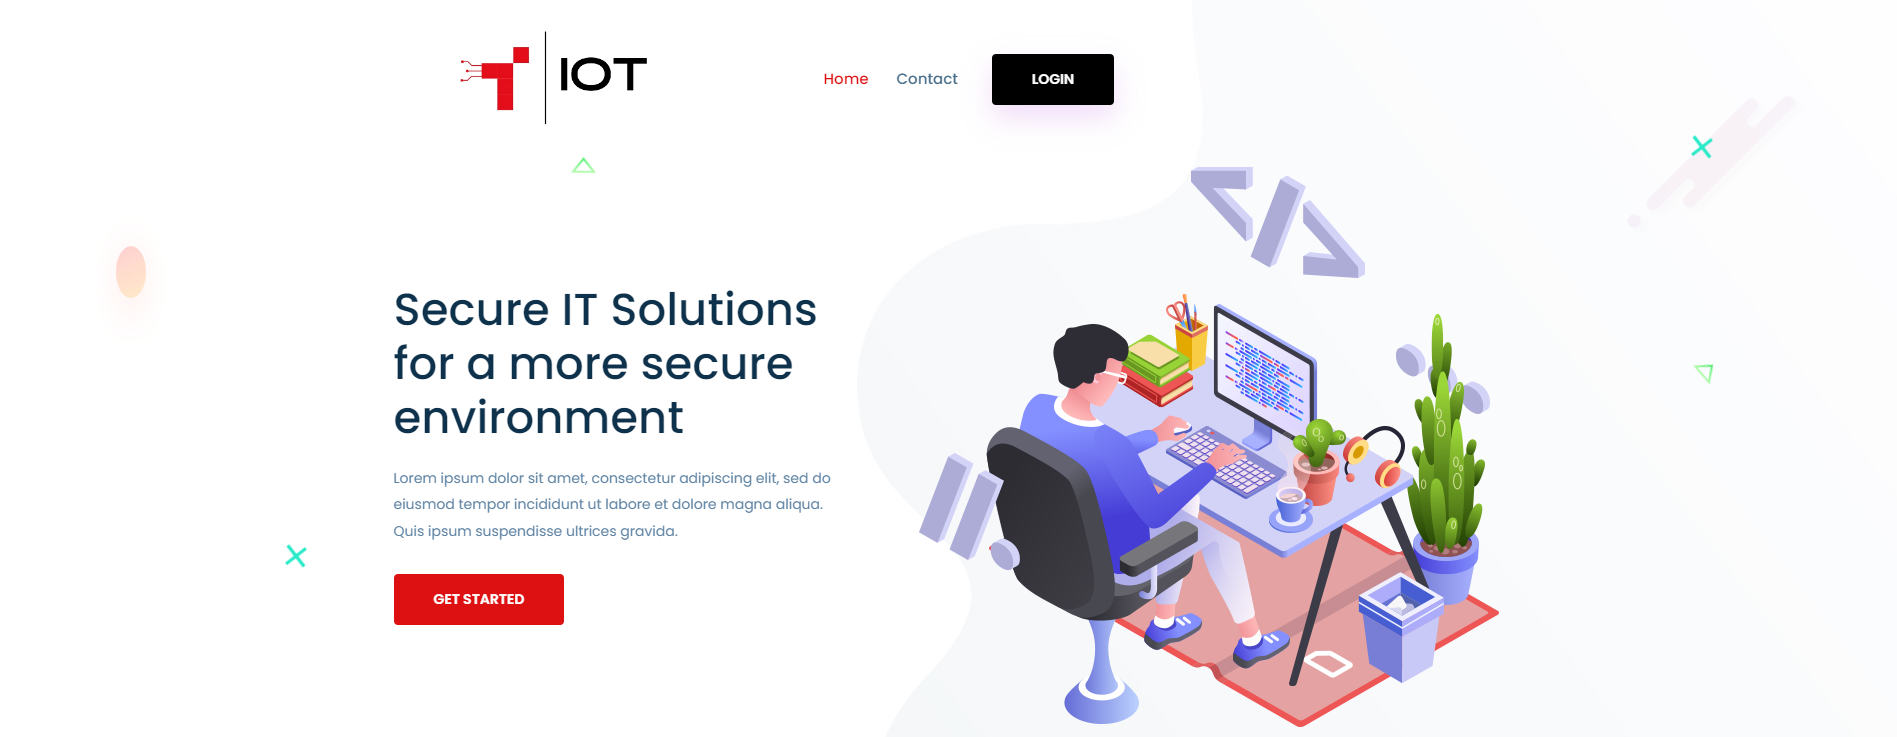 IOT
Home
Contact
LOGIN
Secure IT Solutions
for a more secure
environment
Lorem ipsum dolor sit amet, consectetur adipiscing elit, sed do
eiusmod tempor incididunt ut labore et dolore magna aliqua.
Quis ipsum suspendisse ultrices gravida.
GET STARTED